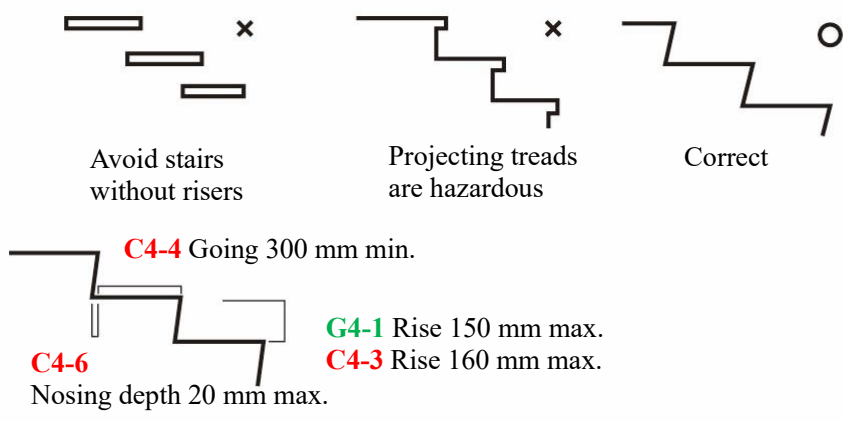 Avoid stairs
without risers
Projecting treads
are hazardous
Correct
C4-4 Going 300 mm min.
G4-1 Rise 150 mm max.
C4-3 Rise 160 mm max.
C4-6
Nosing depth 20 mm max.